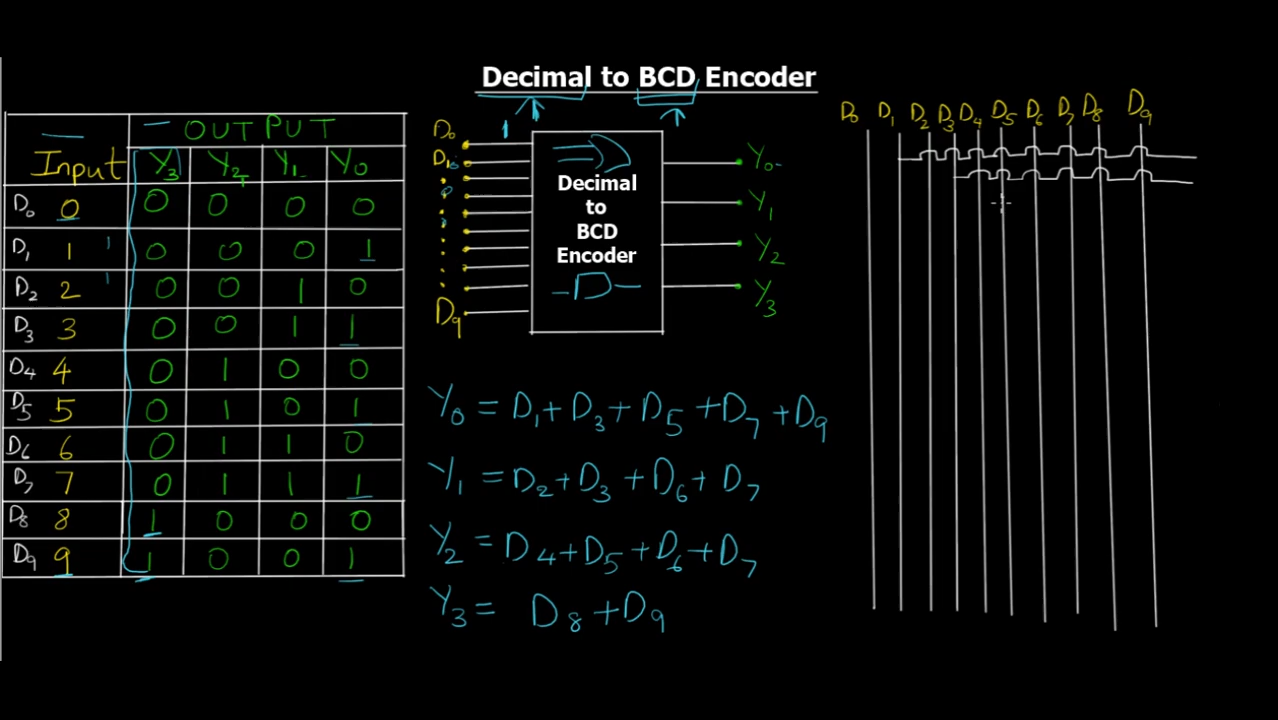 Decimal to BCD Encoder
OUTPUT
Input Y3 Y2 Y1 Y0
D0 0 0 0 0 0
D1 1 0 0 0 1
D2 2 0 0 1 0
D3 3 0 0 1 1
D4 4 0 1 0 0
D5 5 0 1 0 1
D6 6 0 1 1 0
D7 7 0 1 1 1
D8 8 1 0 0 0
D9 9 1 0 0 1
D0
D1
D9
1
0
0
Decimal
to
BCD
Encoder
Y0
Y1
Y2
Y3
Y0 = D1 + D3 + D5 + D7 + D9
Y1 = D2 + D3 + D6 + D7
Y2 = D4 + D5 + D6 + D7
Y3 = D8 + D9
D0 D1 D2 D3 D4 D5 D6 D7 D8 D9